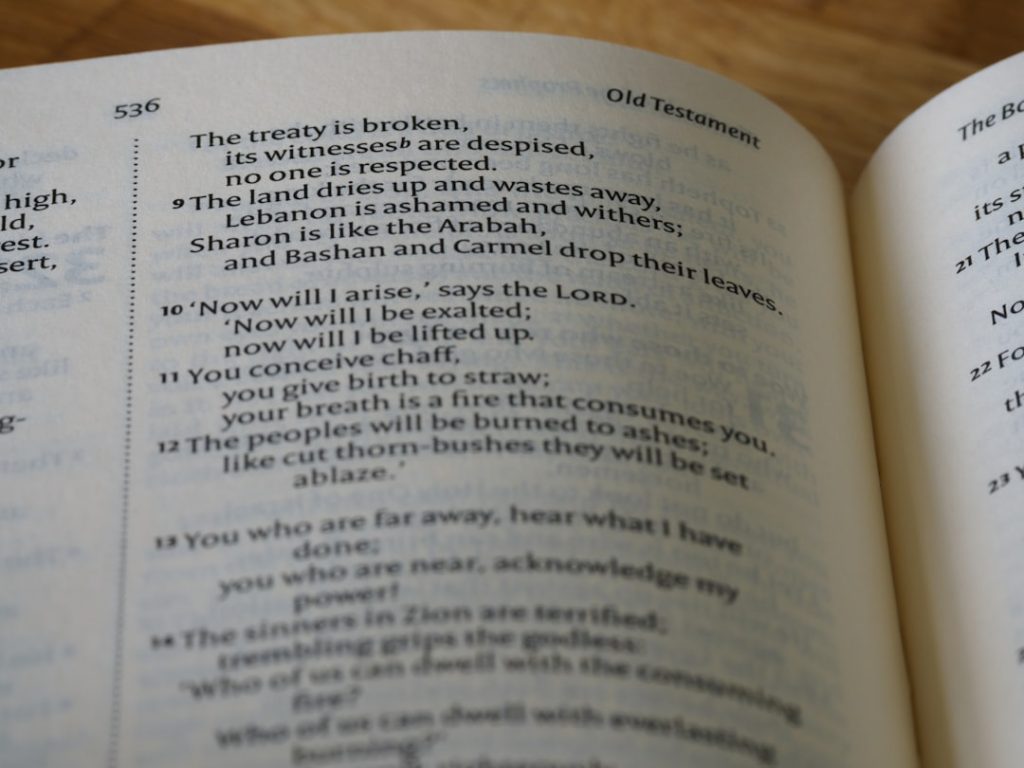 536
Old Testament
or
high,
ld,
est.
sert,
g-
The treaty is broken,
its witnessesb are despised,
no one is respected.
9 The land dries up and wastes away,
Lebanon is ashamed and withers;
Sharon is like the Arabah,
and Bashan and Carmel drop their leaves.
10 ‘Now will I arise,’ says the LORD.
‘Now will I be exalted;
now will I be lifted up.
11 You conceive chaff,
you give birth to straw;
your breath is a fire that consumes you.
12 The peoples will be burned to ashes;
like cut thorn-bushes they will be set
ablaze.’
13 You who are far away, hear what I have
done;
you who are near, acknowledge my
power!
14 The sinners in Zion are terrified;
trembling grips the godless:
‘Who of us can dwell with the consuming
fire?
Who of us can dwell with everlasting
burning?’
The Bo
a p
its s
n
21 The
No
22 Fo
th
23 Y